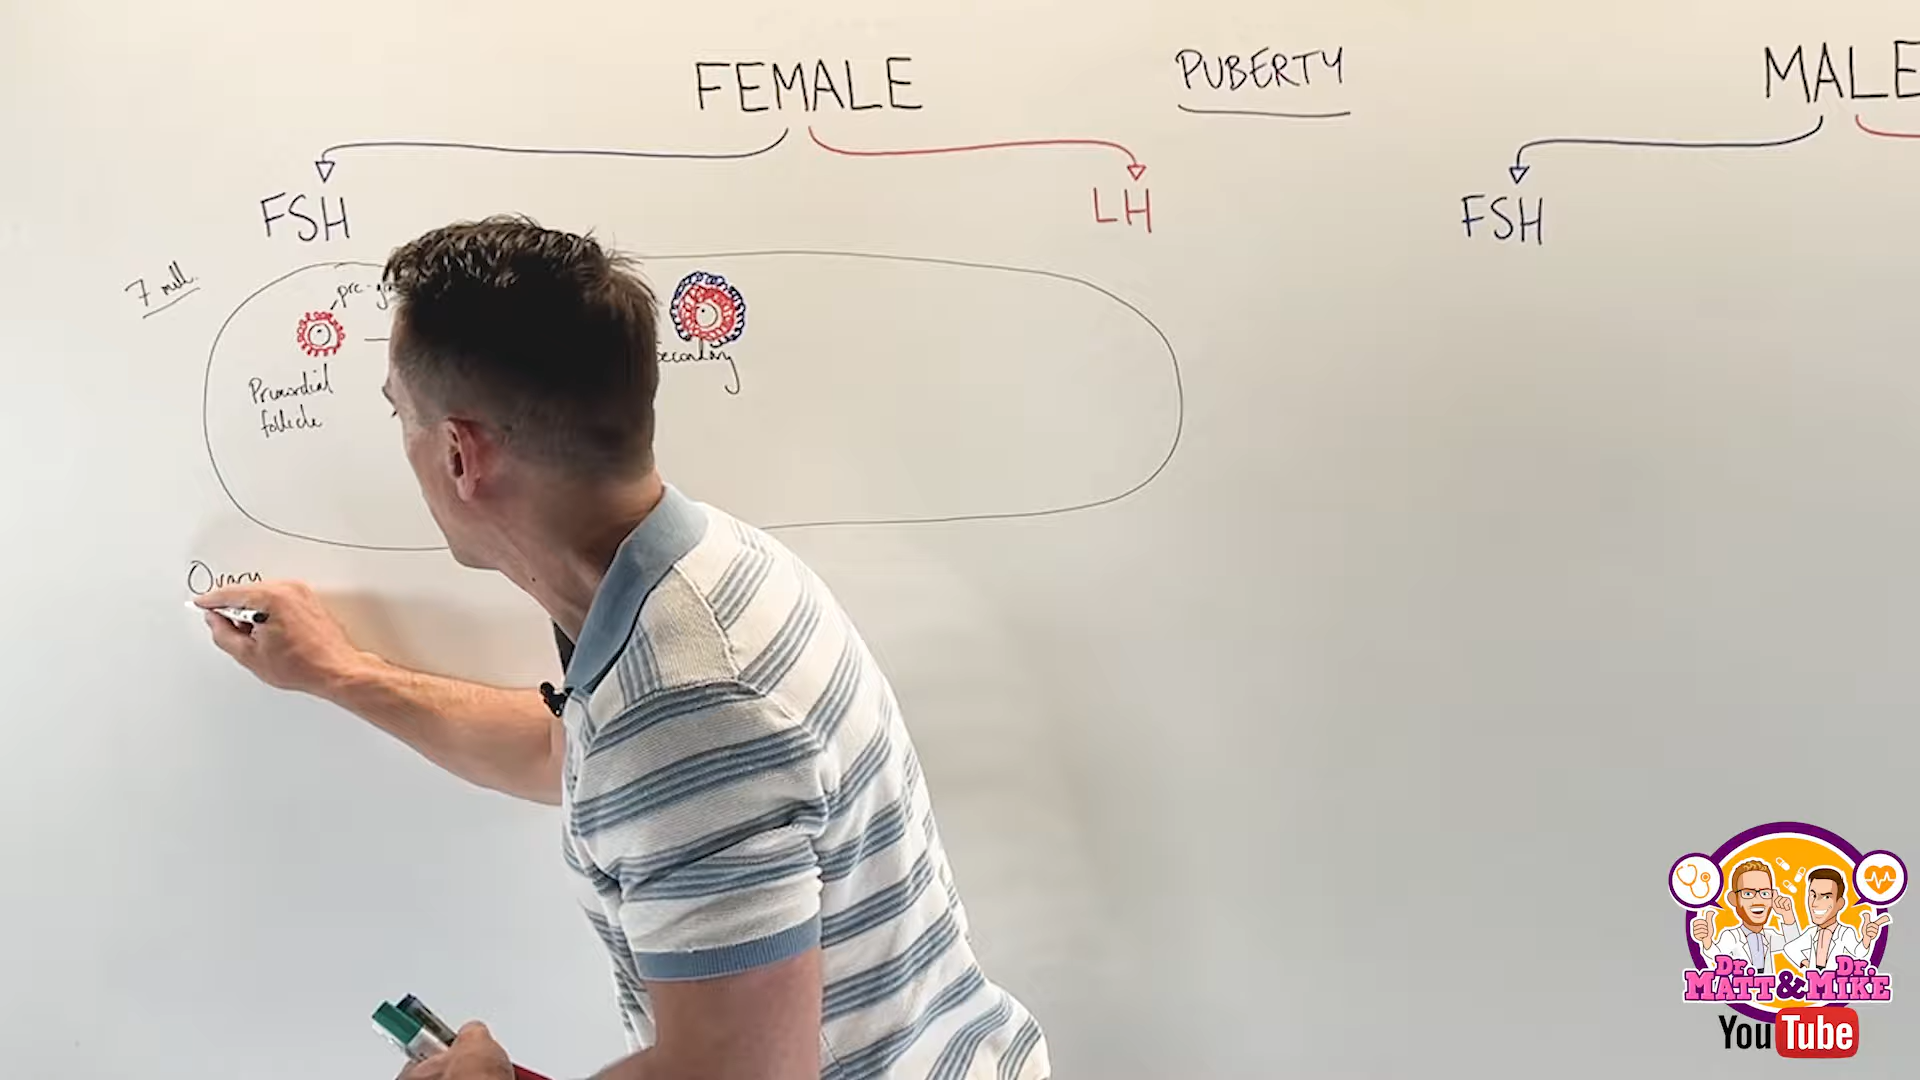 FEMALE
PUBERTY
MALE
FSH
LH
FSH
7 mill.
Primordial
follicle
Secondary
Ovary
Dr. Dr.
MATT & MIKE
YouTube